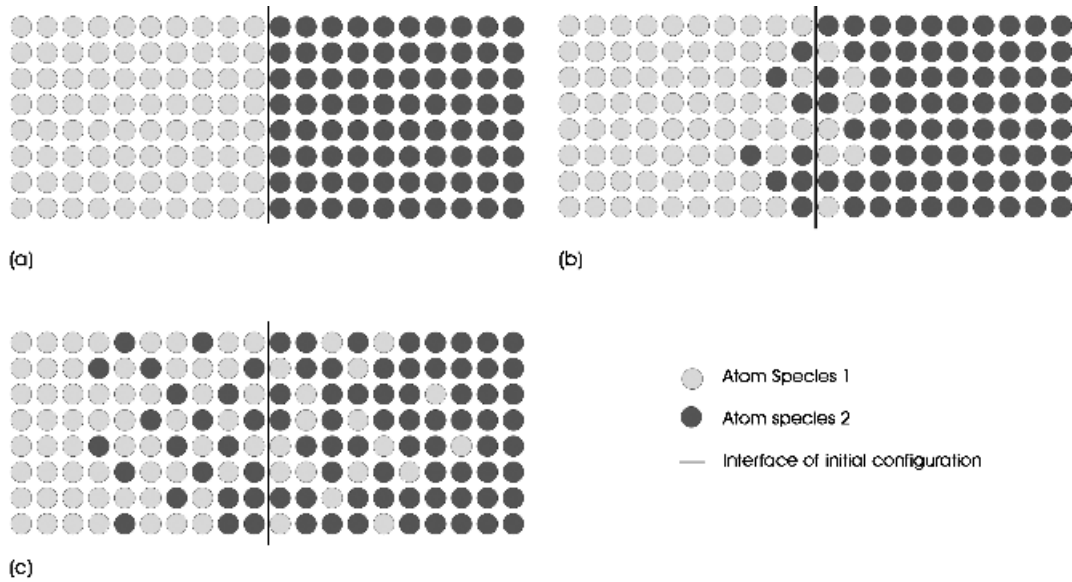 (a)
(b)
Atom Species 1
Atom species 2
Interface of initial configuration
(c)